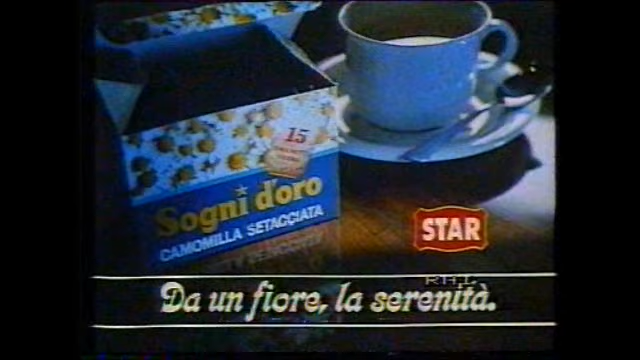 15
Sogni d'oro
CAMOMILLA SETACCIATA
STAR
Da un fiore, la serenità.